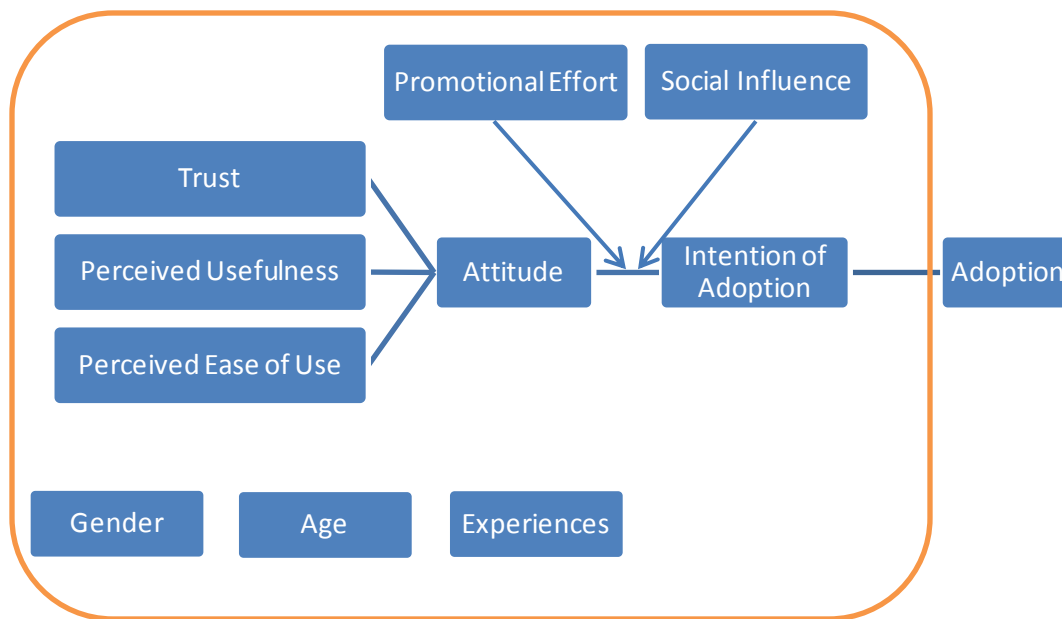 Promotional Effort
Social Influence
Trust
Perceived Usefulness
Attitude
Intention of
Adoption
Adoption
Perceived Ease of Use
Gender
Age
Experiences